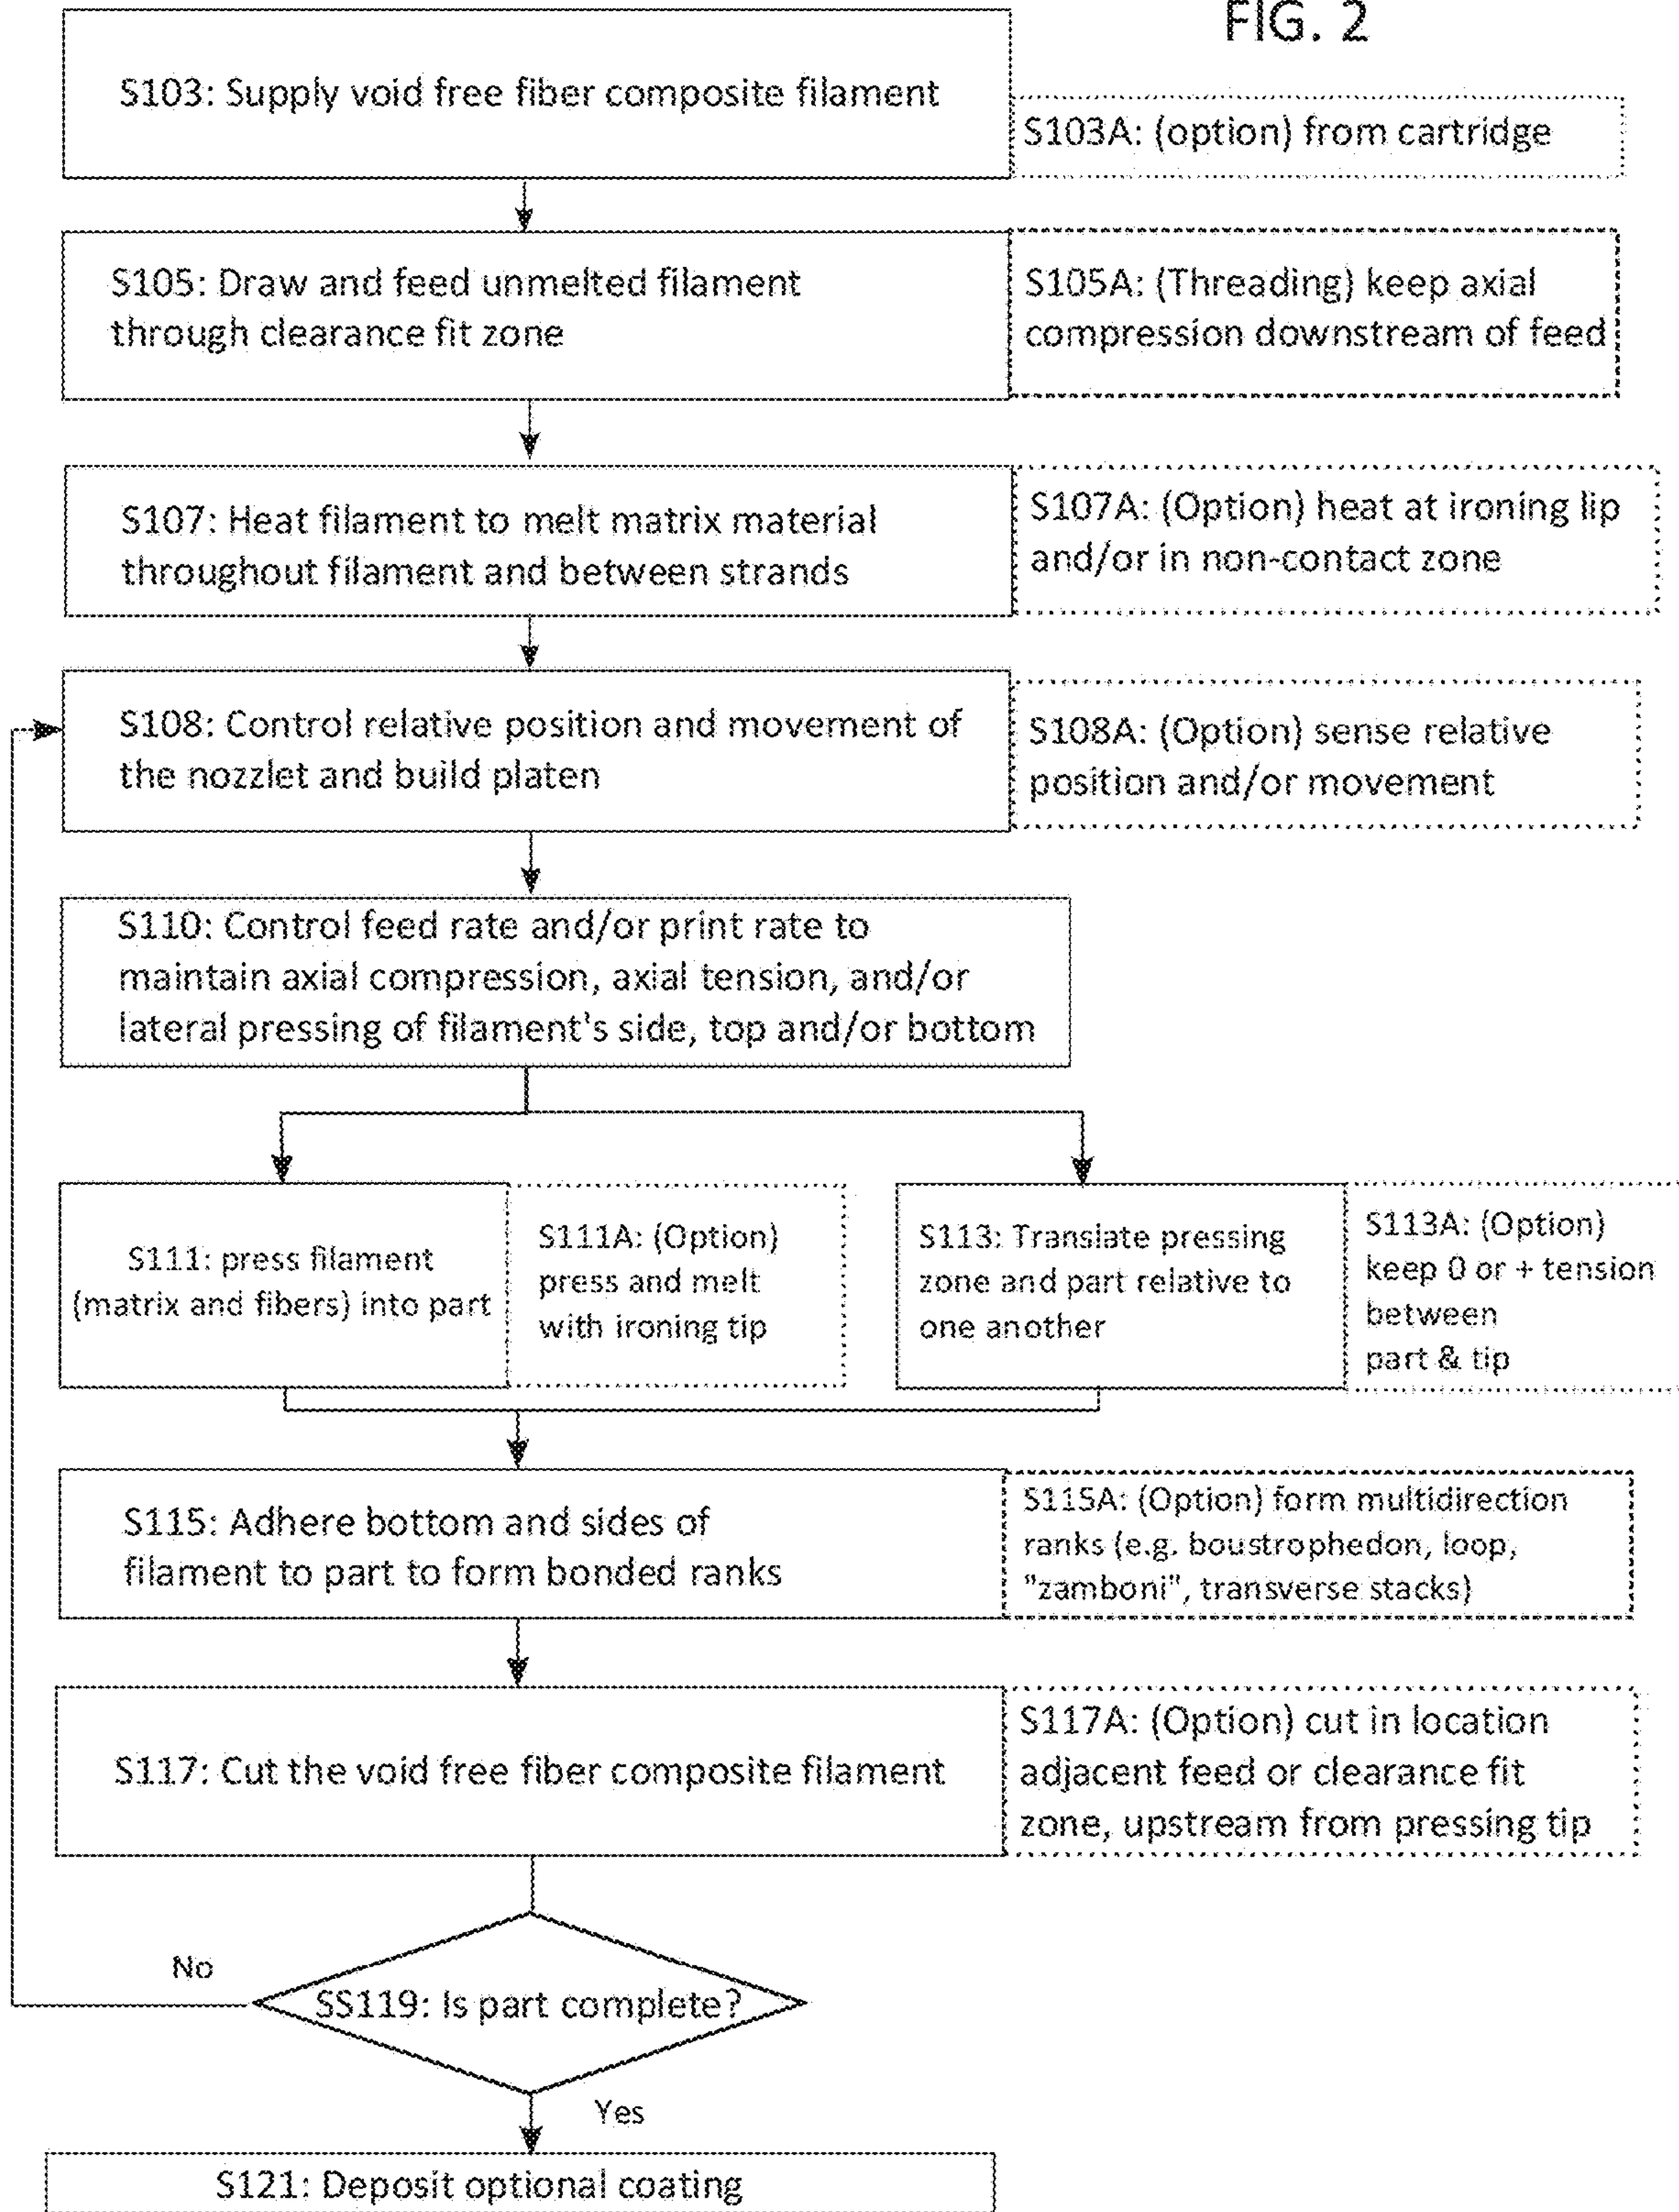 FIG. 2
S103: Supply void free fiber composite filament
S103A: (option) from cartridge
S105: Draw and feed unmelted filament
through clearance fit zone
S105A: (Threading) keep axial
compression downstream of feed
S107: Heat filament to melt matrix material
throughout filament and between strands
S107A: (Option) heat at ironing lip
and/or in non-contact zone
S108: Control relative position and movement of
the nozzlet and build platen
S108A: (Option) sense relative
position and/or movement
S110: Control feed rate and/or print rate to
maintain axial compression, axial tension, and/or
lateral pressing of filament's side, top and/or bottom
S111: press filament
(matrix and fibers) into part
S111A: (Option)
press and melt
with ironing tip
S113: Translate pressing
zone and part relative to
one another
S113A: (Option)
keep 0 or + tension
between
part & tip
S115: Adhere bottom and sides of
filament to part to form bonded ranks
S115A: (Option) form multidirection
ranks (e.g. boustrophedon, loop,
"zamboni", transverse stacks)
S117: Cut the void free fiber composite filament
S117A: (Option) cut in location
adjacent feed or clearance fit
zone, upstream from pressing tip
No
SS119: Is part complete?
Yes
S121: Deposit optional coating